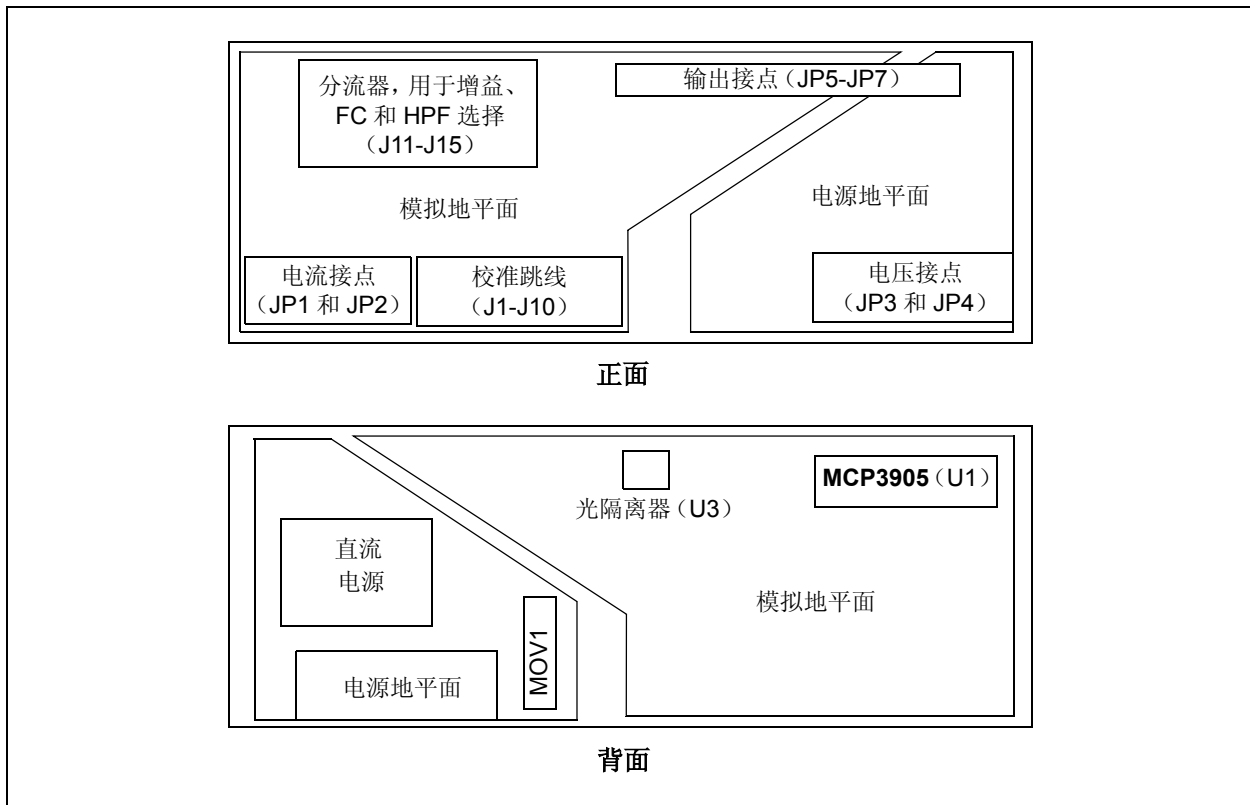 分流器，用于增益、
FC 和 HPF 选择
（J11-J15）
输出接点（JP5-JP7）
模拟地平面
电源地平面
电流接点
（JP1 和 JP2）
校准跳线
（J1-J10）
电压接点
（JP3 和 JP4）
正面
MCP3905（U1）
光隔离器（U3）
直流
电源
模拟地平面
MOV1
电源地平面
背面